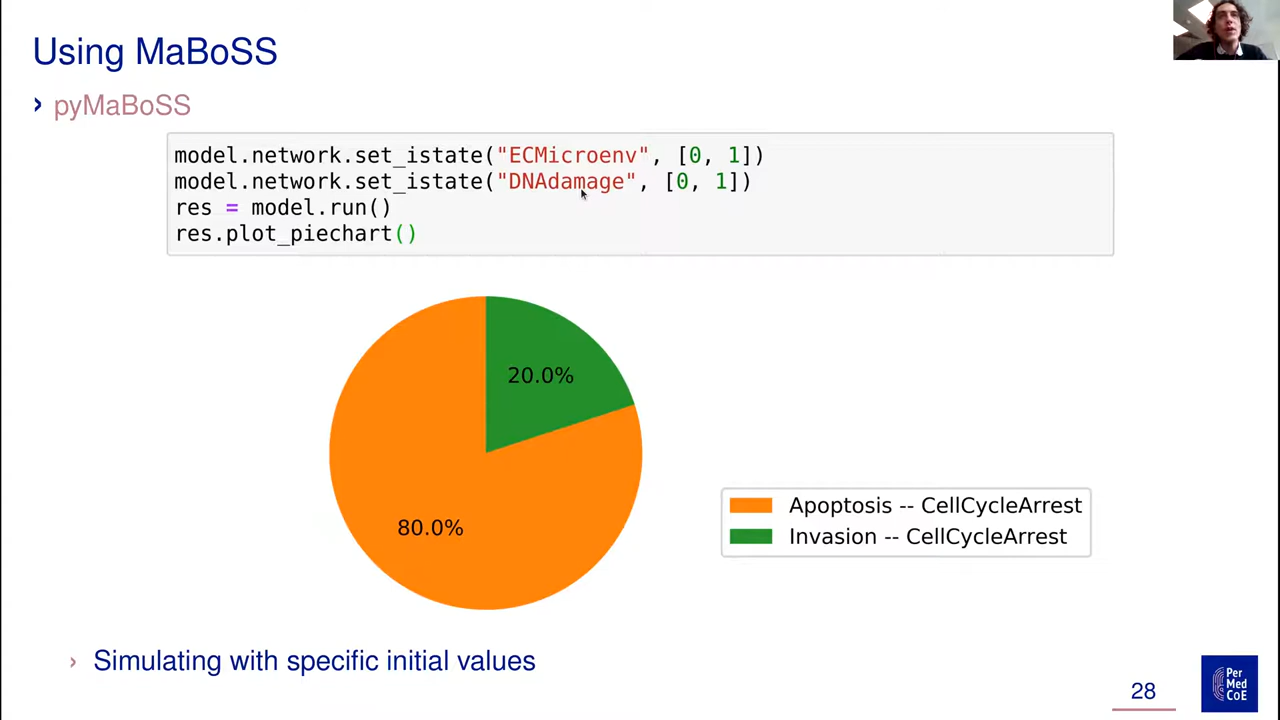 Using MaBoSS
› pyMaBoSS
model.network.set_istate("ECMicroenv", [0, 1])
model.network.set_istate("DNAdamage", [0, 1])
res = model.run()
res.plot_piechart()
20.0%
80.0%
Apoptosis -- CellCycleArrest
Invasion -- CellCycleArrest
› Simulating with specific initial values
28
Per
Med
CoE